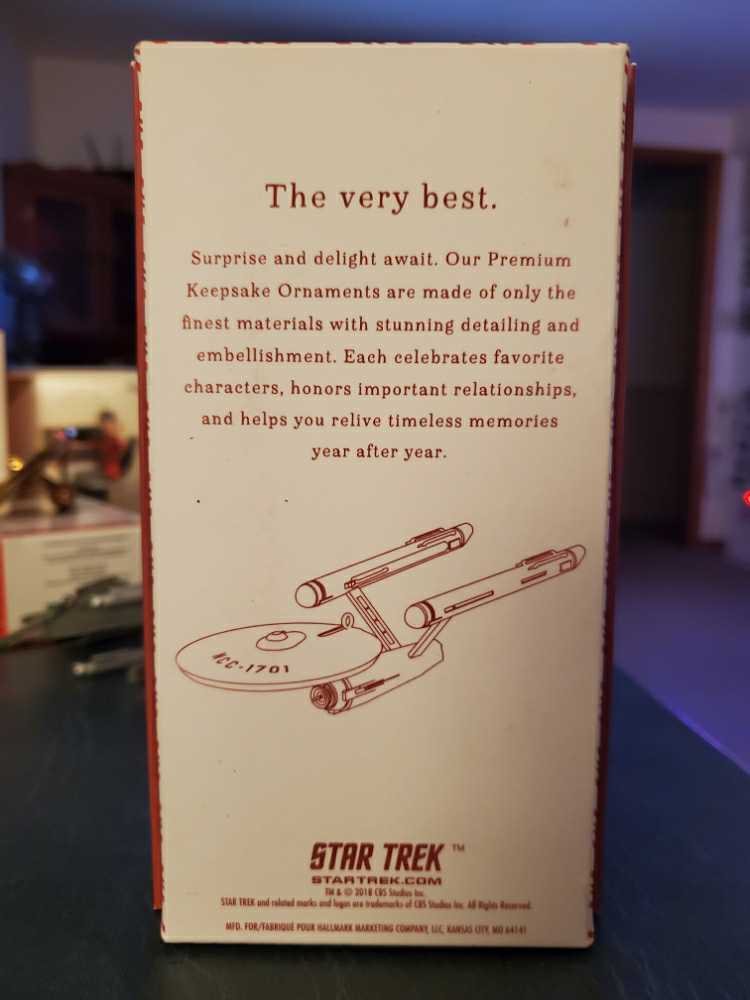 The very best.
Surprise and delight await. Our Premium
Keepsake Ornaments are made of only the
finest materials with stunning detailing and
embellishment. Each celebrates favorite
characters, honors important relationships,
and helps you relive timeless memories
year after year.
NCC-1701
STAR TREK ™
STARTREK.COM
TM & © 2018 CBS Studios Inc.
STAR TREK and related marks and logos are trademarks of CBS Studios Inc. All Rights Reserved.
MFD. FOR/FABRIQUÉ POUR HALLMARK MARKETING COMPANY, LLC, KANSAS CITY, MO 64141